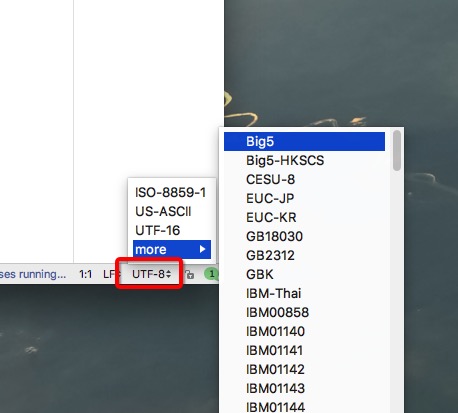 ISO-8859-1
US-ASCII
UTF-16
more
ses running... 1:1 LF UTF-8 1
Big5
Big5-HKSCS
CESU-8
EUC-JP
EUC-KR
GB18030
GB2312
GBK
IBM-Thai
IBM00858
IBM01140
IBM01141
IBM01142
IBM01143
IBM01144